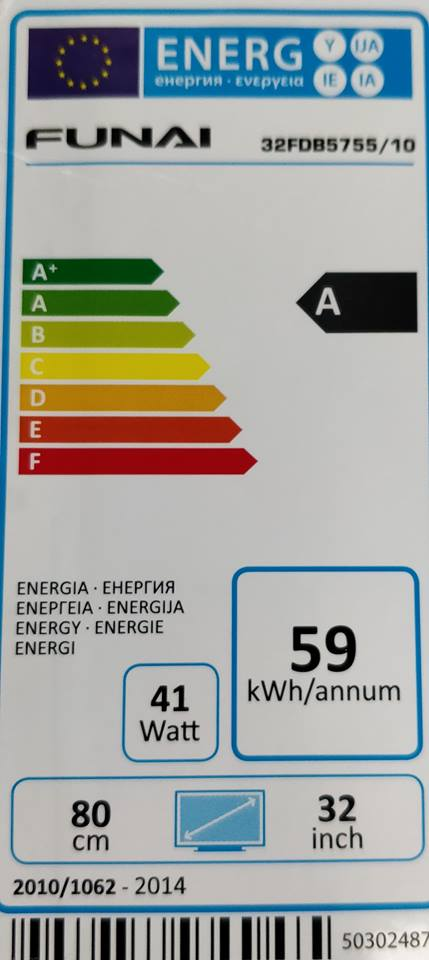 ENERG Y IJA
енергия · ενεργεια IE IA
FUNAI 32FDB5755/10
A+
A
B
C
D
E
F
A
ENERGIA · ЕНЕРГИЯ
ΕΝΕΡΓΕΙΑ · ENERGIJA
ENERGY · ENERGIE
ENERGI
41
Watt
59
kWh/annum
80
cm
32
inch
2010/1062 - 2014
50302487